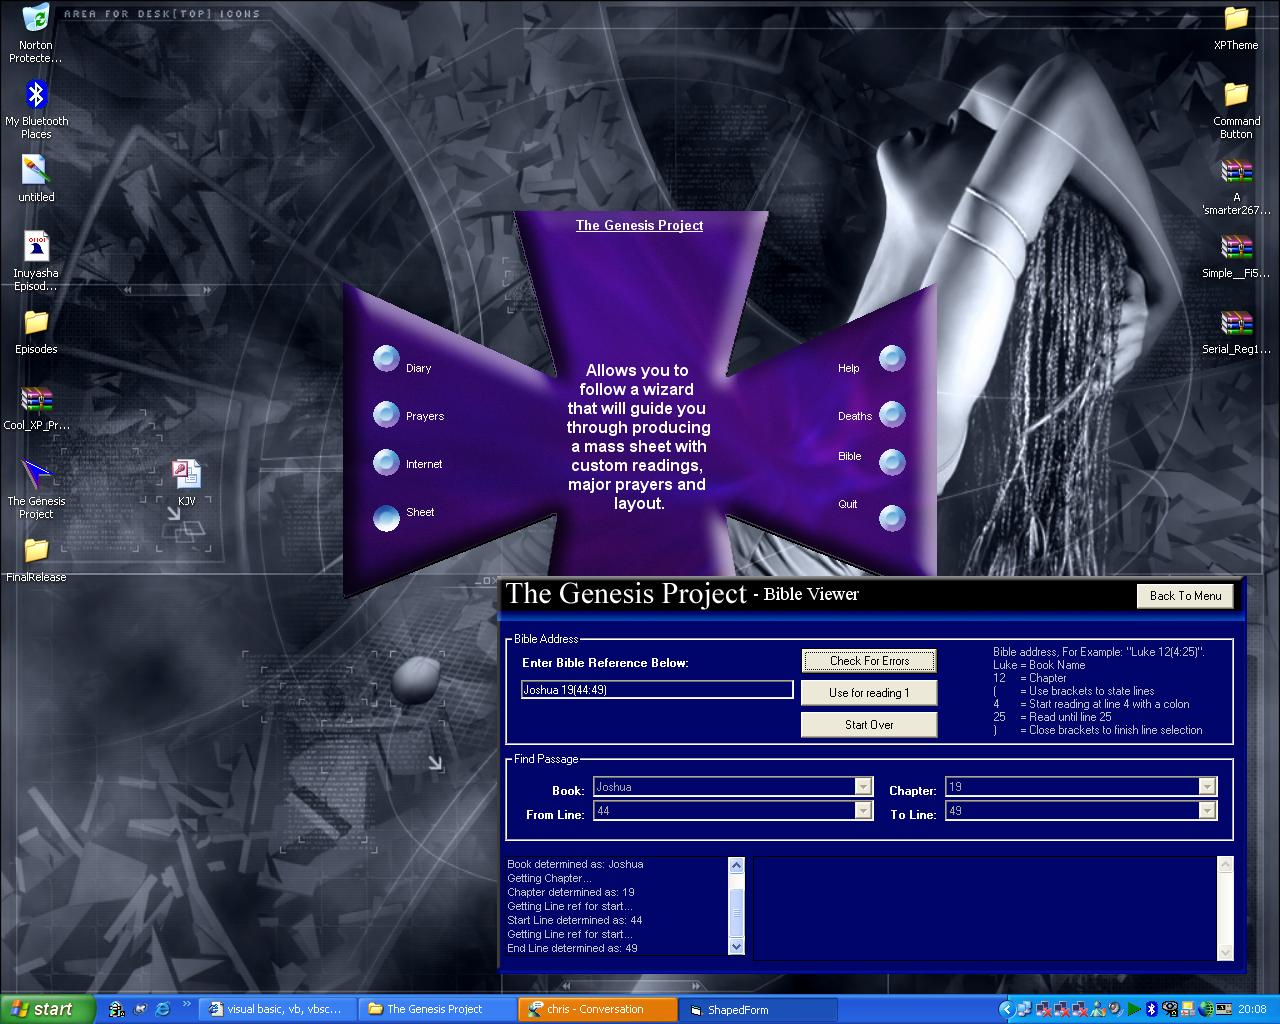 AREA FOR DESK[TOP] ICONS
Norton
Protecte...
My Bluetooth
Places
untitled
Inuyasha
Episod...
Episodes
Cool_XP_Pr...
The Genesis
Project
KJV
FinalRelease
XPTheme
Command
Button
A
'smarter267...
Simple__Fi5...
Serial_Reg1...
The Genesis Project
Diary
Prayers
Internet
Sheet
Allows you to
follow a wizard
that will guide you
through producing
a mass sheet with
custom readings,
major prayers and
layout.
Help
Deaths
Bible
Quit
The Genesis Project - Bible Viewer
Back To Menu
Bible Address
Enter Bible Reference Below:
Joshua 19(44:49)
Check For Errors
Use for reading 1
Start Over
Bible address, For Example: "Luke 12(4:25)".
Luke = Book Name
12 = Chapter
( = Use brackets to state lines
4 = Start reading at line 4 with a colon
25 = Read until line 25
) = Close brackets to finish line selection
Find Passage
Book: Joshua
Chapter: 19
From Line: 44
To Line: 49
Book determined as: Joshua
Getting Chapter...
Chapter determined as: 19
Getting Line ref for start...
Start Line determined as: 44
Getting Line ref for start...
End Line determined as: 49
start
visual basic, vb, vbsc...
The Genesis Project
chris - Conversation
ShapedForm
20:08